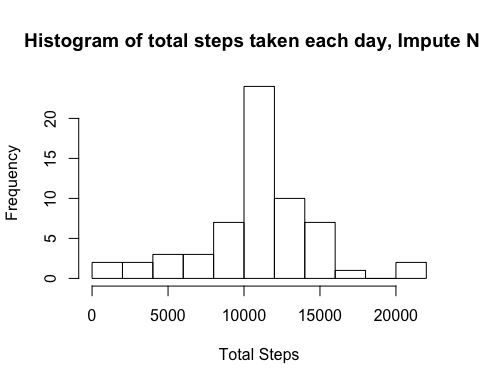 Histogram of total steps taken each day, Impute N
Frequency
20
15
10
5
0
0 5000 10000 15000 20000
Total Steps